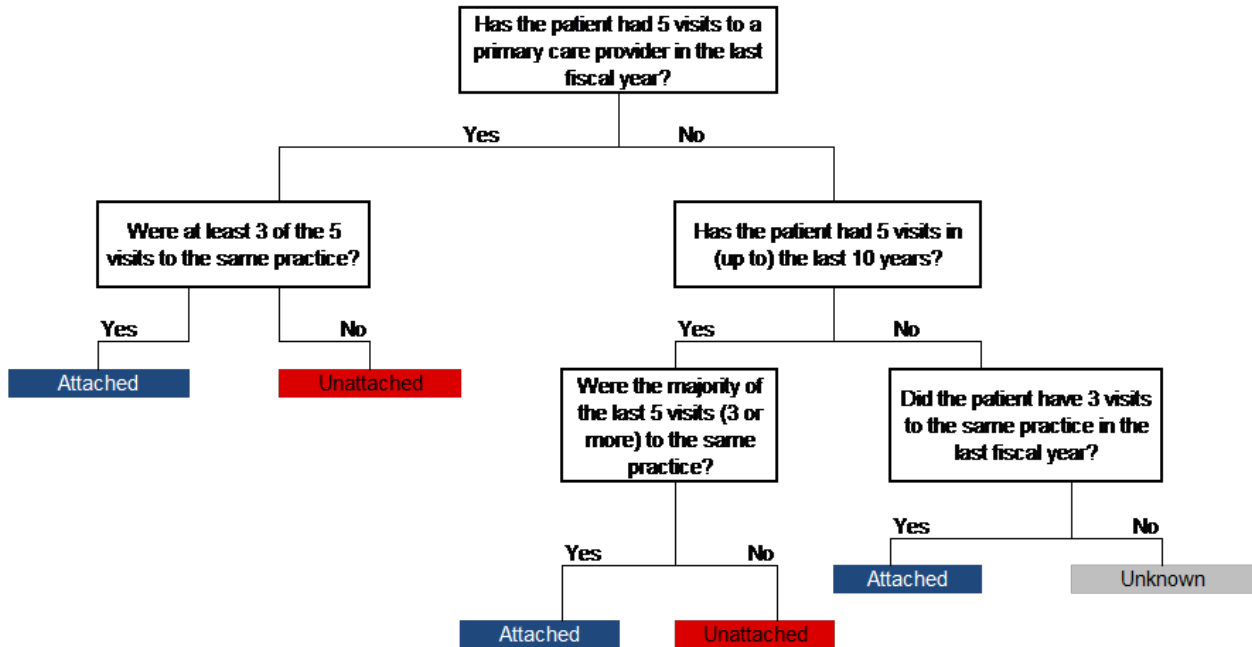 Has the patient had 5 visits to a
primary care provider in the last
fiscal year?
Yes
No
Were at least 3 of the 5
visits to the same practice?
Has the patient had 5 visits in
(up to) the last 10 years?
Yes
No
Yes
No
Attached
Unattached
Were the majority of
the last 5 visits (3 or
more) to the same
practice?
Did the patient have 3 visits
to the same practice in the
last fiscal year?
Yes
No
Yes
No
Attached
Unattached
Attached
Unknown